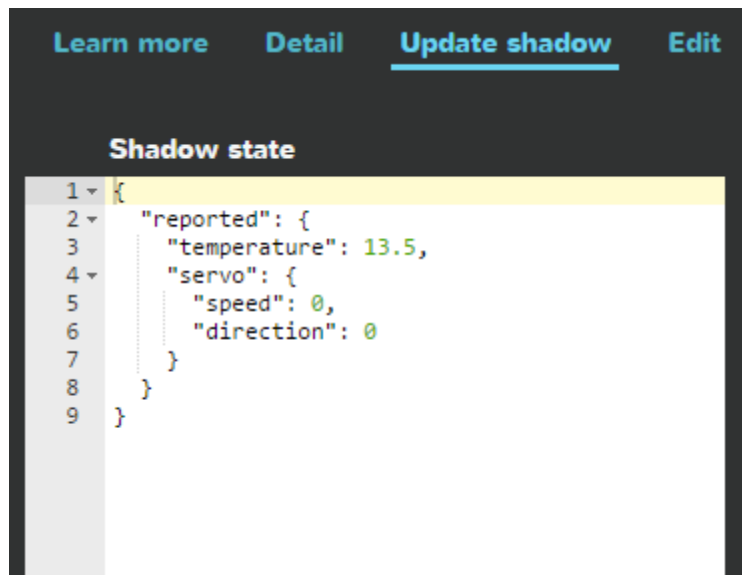 Learn more Detail Update shadow Edit
Shadow state
1 {
2 "reported": {
3 "temperature": 13.5,
4 "servo": {
5 "speed": 0,
6 "direction": 0
7 }
8 }
9 }